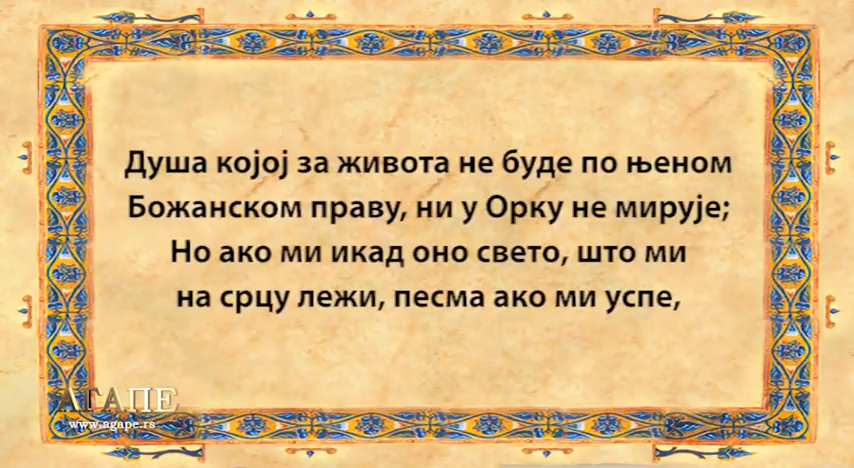 Душа којој за живота не буде по њеном
Божанском праву, ни у Орку не мирује;
Но ако ми икад оно свето, што ми
на срцу лежи, песма ако ми успе,
АГАПЕ
www.agape.rs